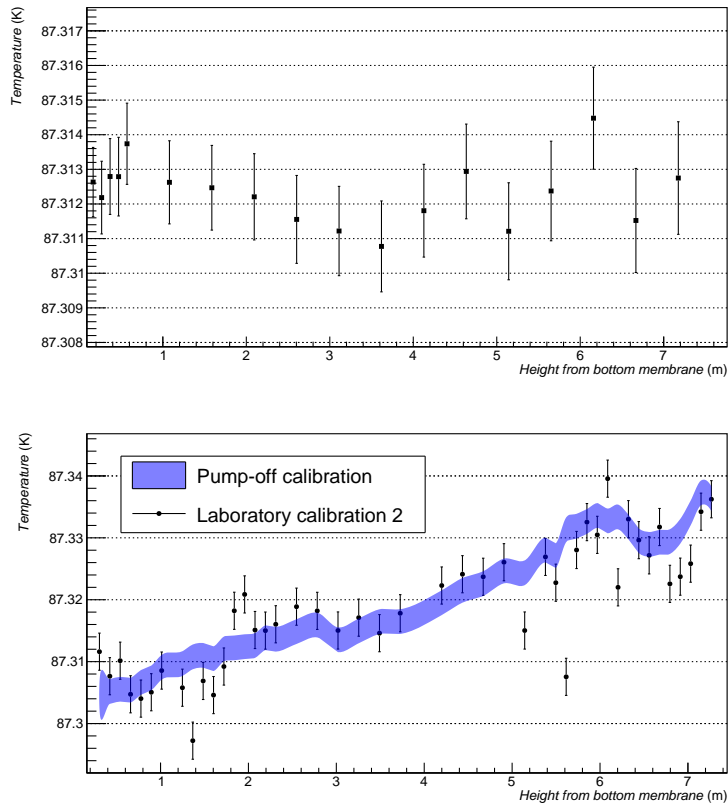 Temperature (K)
87.317
87.316
87.315
87.314
87.313
87.312
87.311
87.31
87.309
87.308
1 2 3 4 5 6 7
Height from bottom membrane (m)
Temperature (K)
87.34
87.33
87.32
87.31
87.3
Pump-off calibration
Laboratory calibration 2
1 2 3 4 5 6 7
Height from bottom membrane (m)